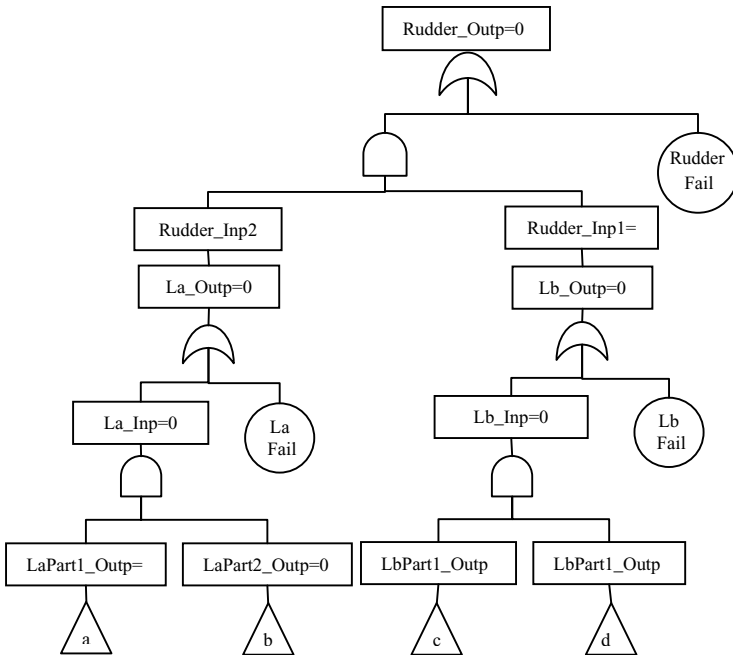 Rudder_Outp=0
Rudder
Fail
Rudder_Inp2
Rudder_Inp1=
La_Outp=0
Lb_Outp=0
La_Inp=0
La
Fail
Lb_Inp=0
Lb
Fail
LaPart1_Outp=
LaPart2_Outp=0
LbPart1_Outp
LbPart1_Outp
a
b
c
d